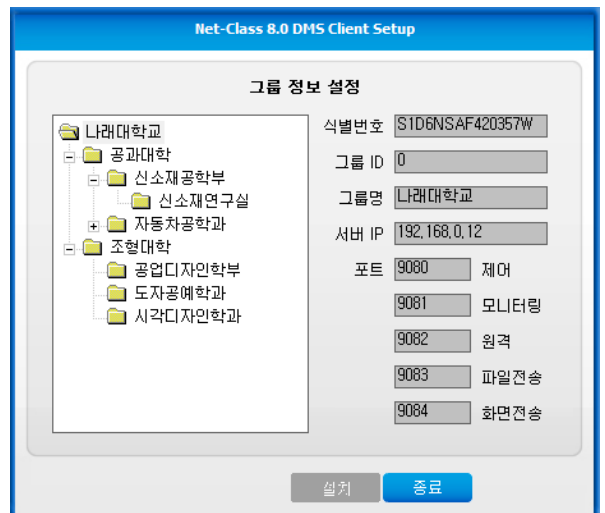 Net-Class 8.0 DMS Client Setup
그룹 정보 설정
나래대학교
공과대학
신소재공학부
신소재연구실
자동차공학과
조형대학
공업디자인학부
도자공예학과
시각디자인학과
식별번호 S1D6NSAF420357W
그룹 ID 0
그룹명 나래대학교
서버 IP 192,168,0,12
포트 9080 제어
9081 모니터링
9082 원격
9083 파일전송
9084 화면전송
설치 종료